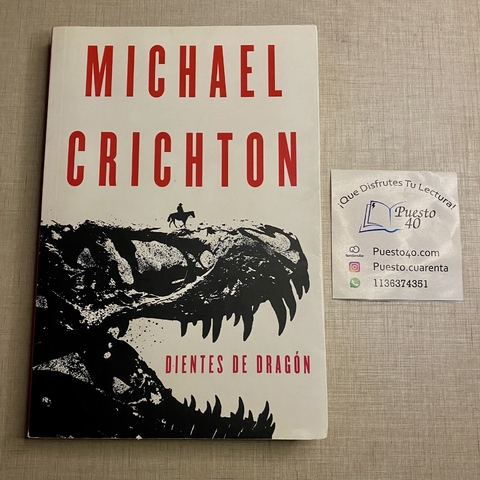 MICHAEL
CRICHTON
DIENTES DE DRAGÓN
¡Que Disfrutes Tu Lectura!
Puesto
40
Puesto40.com
Puesto.cuarenta
1136374351